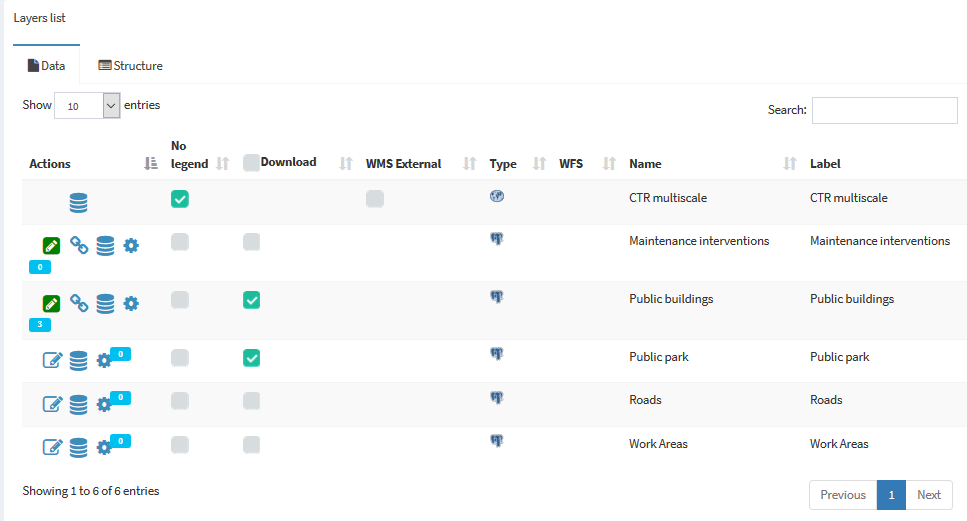 Layers list
Data Structure
Show 10 entries
Search:
Actions No legend Download WMS External Type WFS Name Label
CTR multiscale CTR multiscale
Maintenance interventions Maintenance interventions
0
Public buildings Public buildings
3
0 Public park Public park
0 Roads Roads
0 Work Areas Work Areas
Showing 1 to 6 of 6 entries
Previous 1 Next